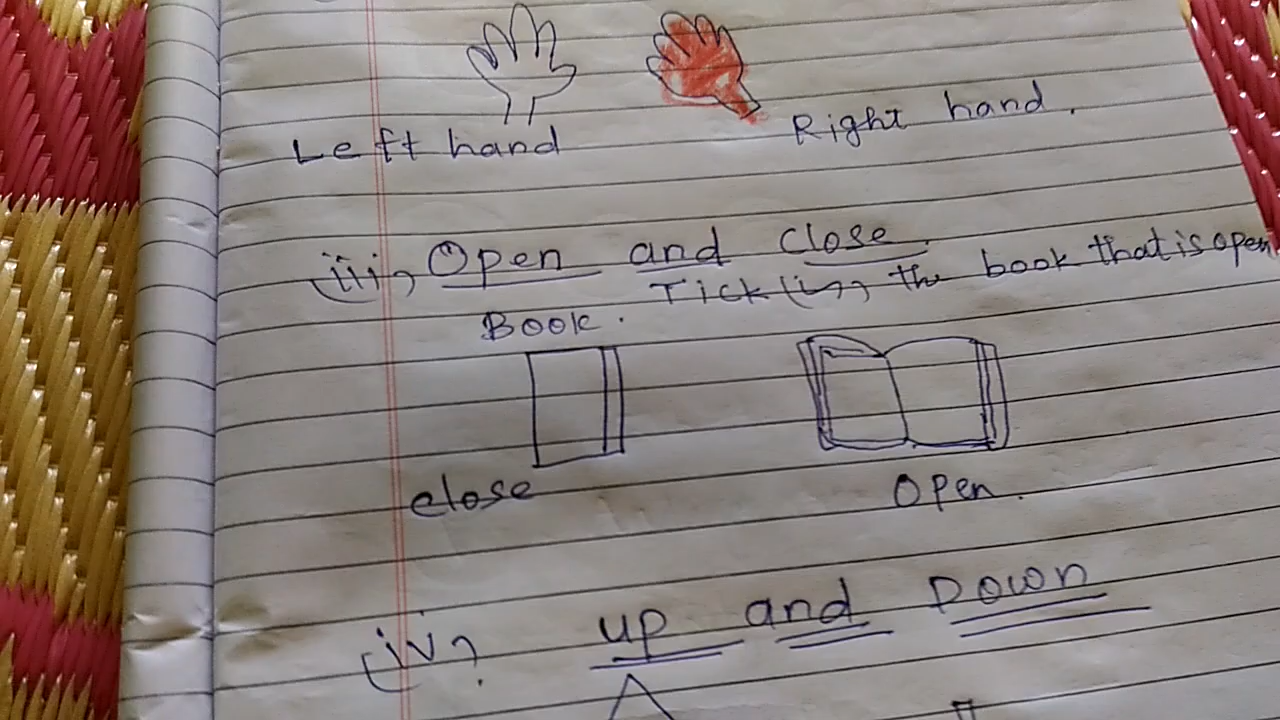 Left hand
Right hand.
(iii) Open and Close.
Tick (in) the book that is open
Book.
close
Open.
(iv) up and Down